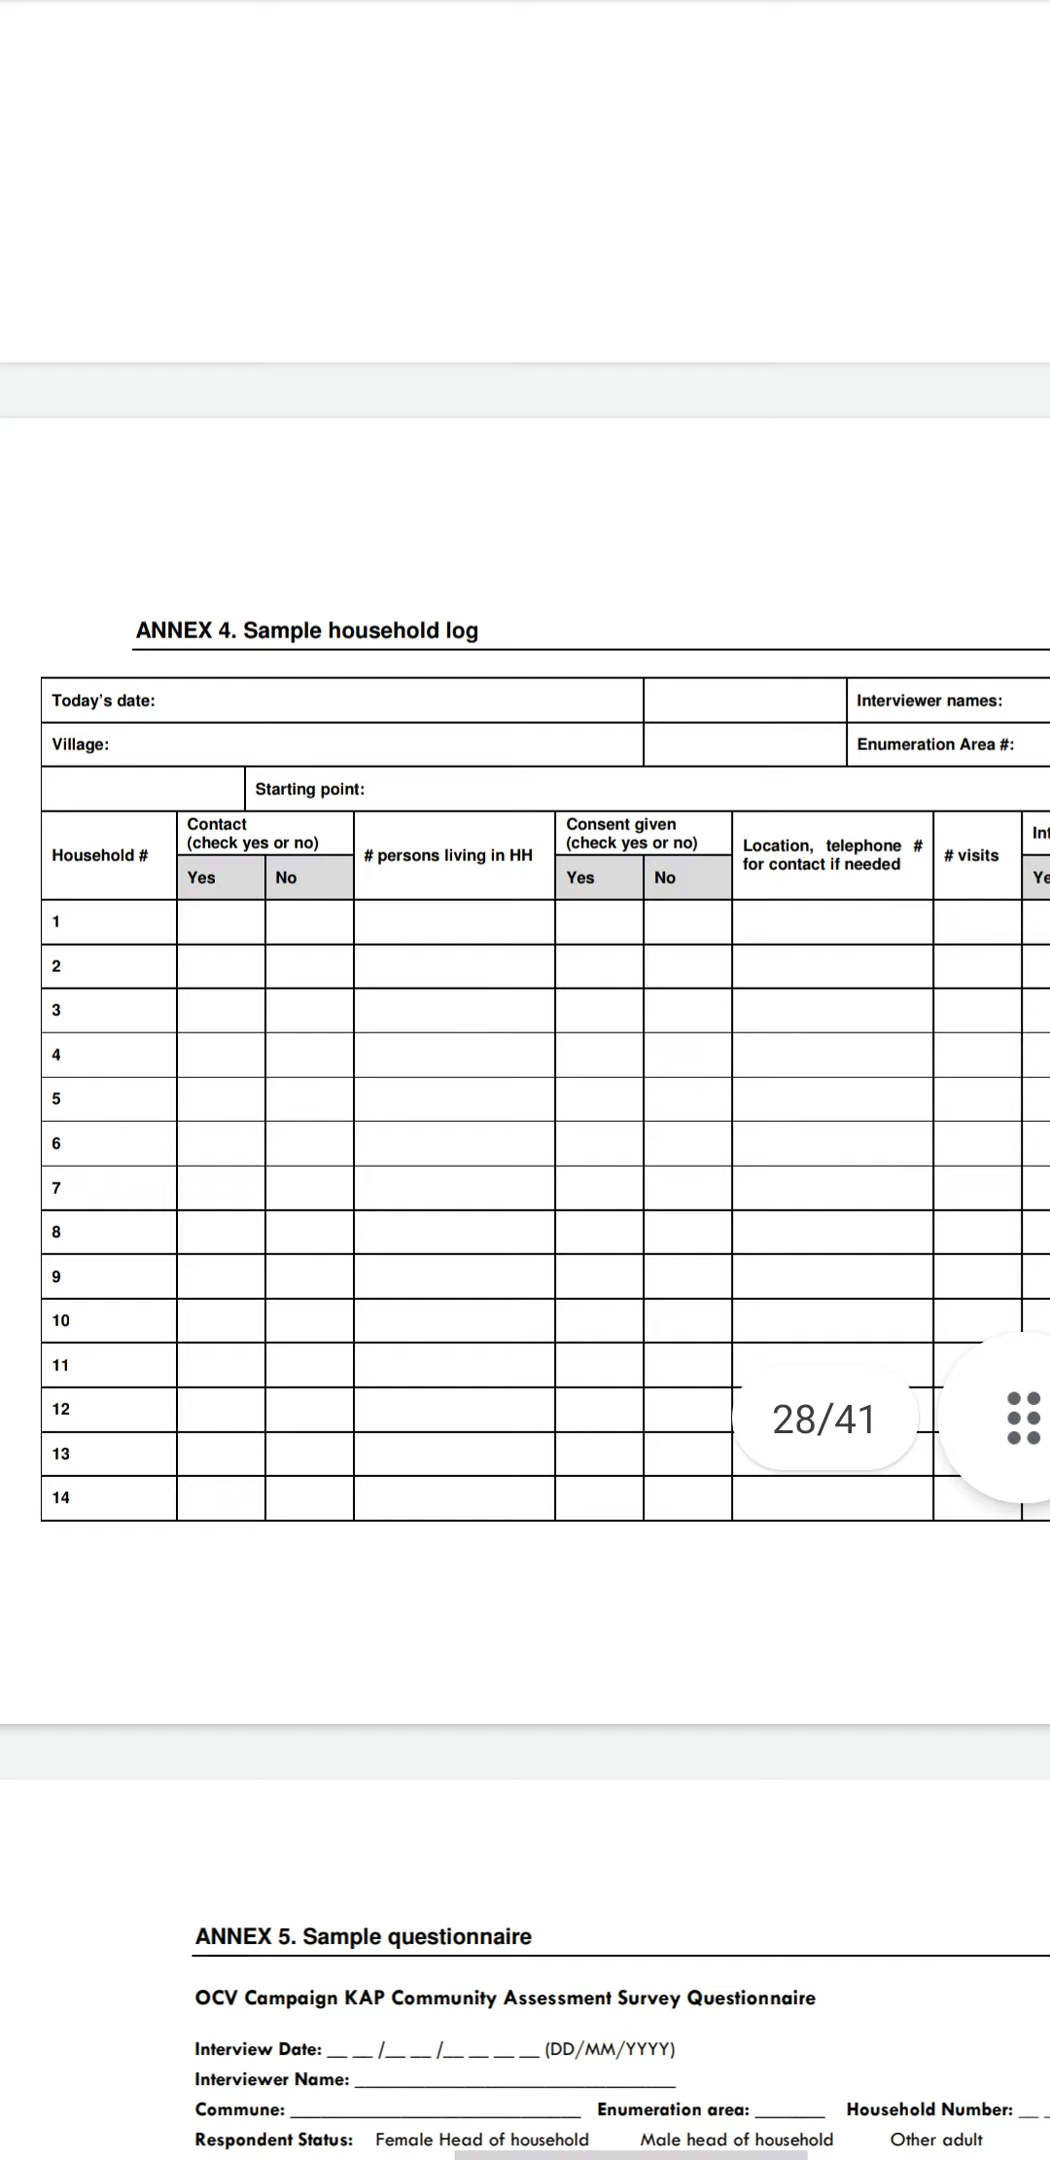 ANNEX 4. Sample household log
Today's date:
Interviewer names:
Village:
Enumeration Area #:
Starting point:
Household #
Contact
(check yes or no)
Yes
No
# persons living in HH
Consent given
(check yes or no)
Yes
No
Location, telephone #
for contact if needed
# visits
1
2
3
4
5
6
7
8
9
10
11
12
13
14
28/41
ANNEX 5. Sample questionnaire
OCV Campaign KAP Community Assessment Survey Questionnaire
Interview Date: __ __ /__ __ /__ __ __ __ (DD/MM/YYYY)
Interviewer Name: ______________________________
Commune: ___________________________ Enumeration area: _______ Household Number: __ _
Respondent Status: Female Head of household Male head of household Other adult